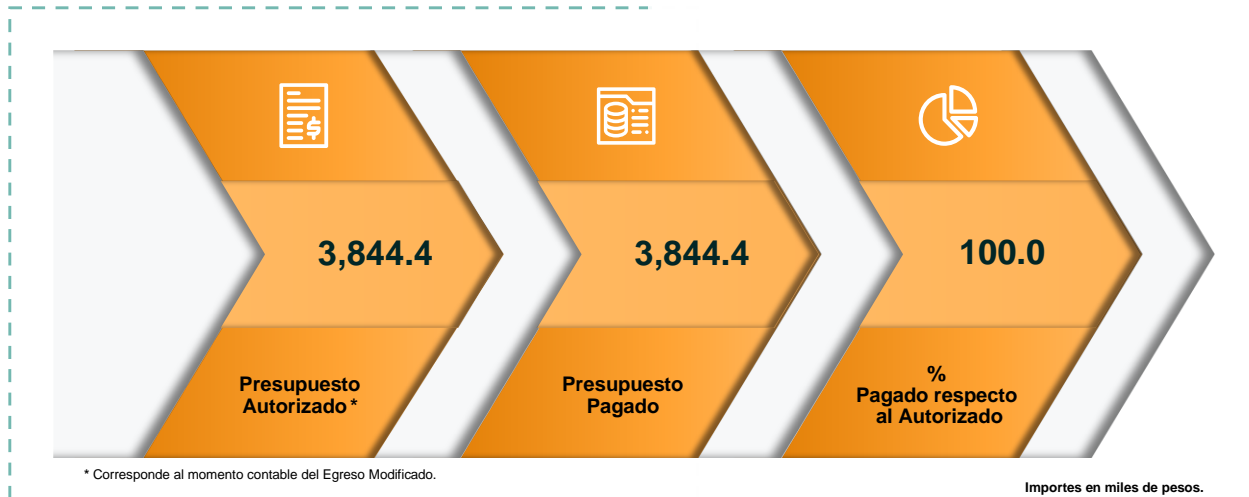 3,844.4
Presupuesto
Autorizado *
3,844.4
Presupuesto
Pagado
100.0
%
Pagado respecto
al Autorizado
* Corresponde al momento contable del Egreso Modificado.
Importes en miles de pesos.